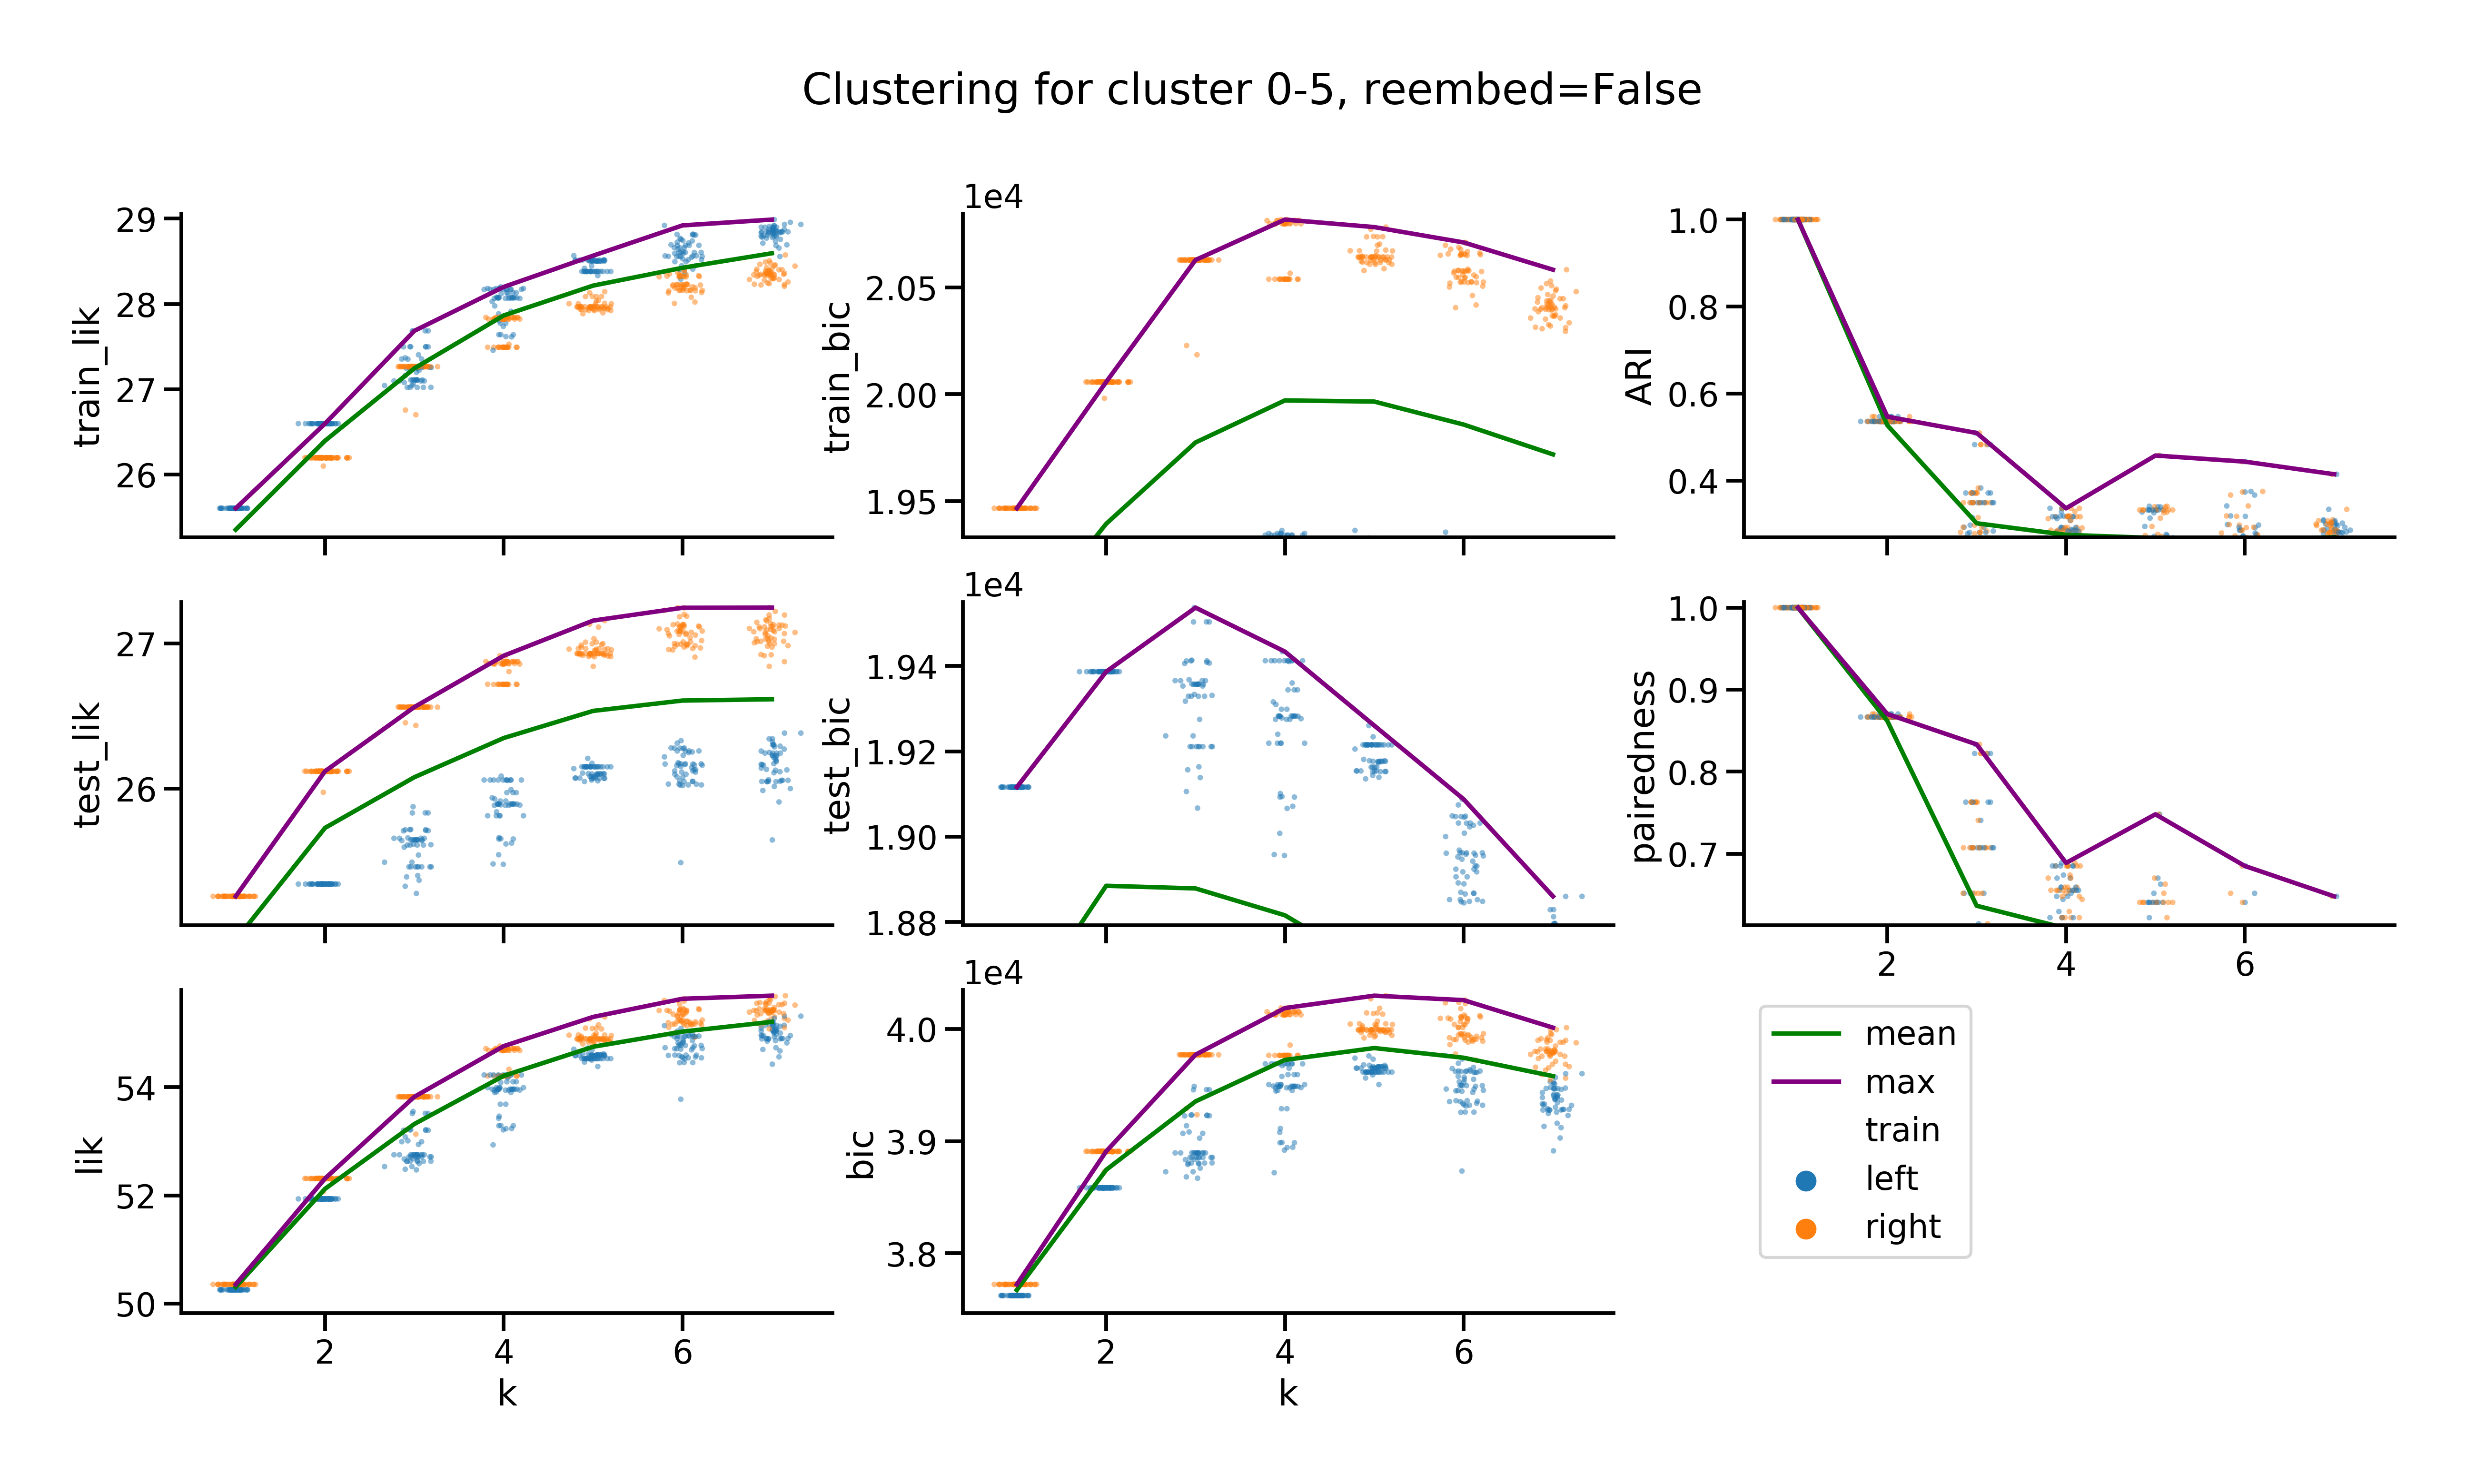 Clustering for cluster 0-5, reembed=False
train_lik
29
28
27
26
1e4
train_bic
2.05
2.00
1.95
ARI
1.0
0.8
0.6
0.4
test_lik
27
26
1e4
test_bic
1.94
1.92
1.90
1.88
pairedness
1.0
0.9
0.8
0.7
2 4 6
lik
54
52
50
2 4 6
k
1e4
bic
4.0
3.9
3.8
2 4 6
k
mean
max
train
left
right